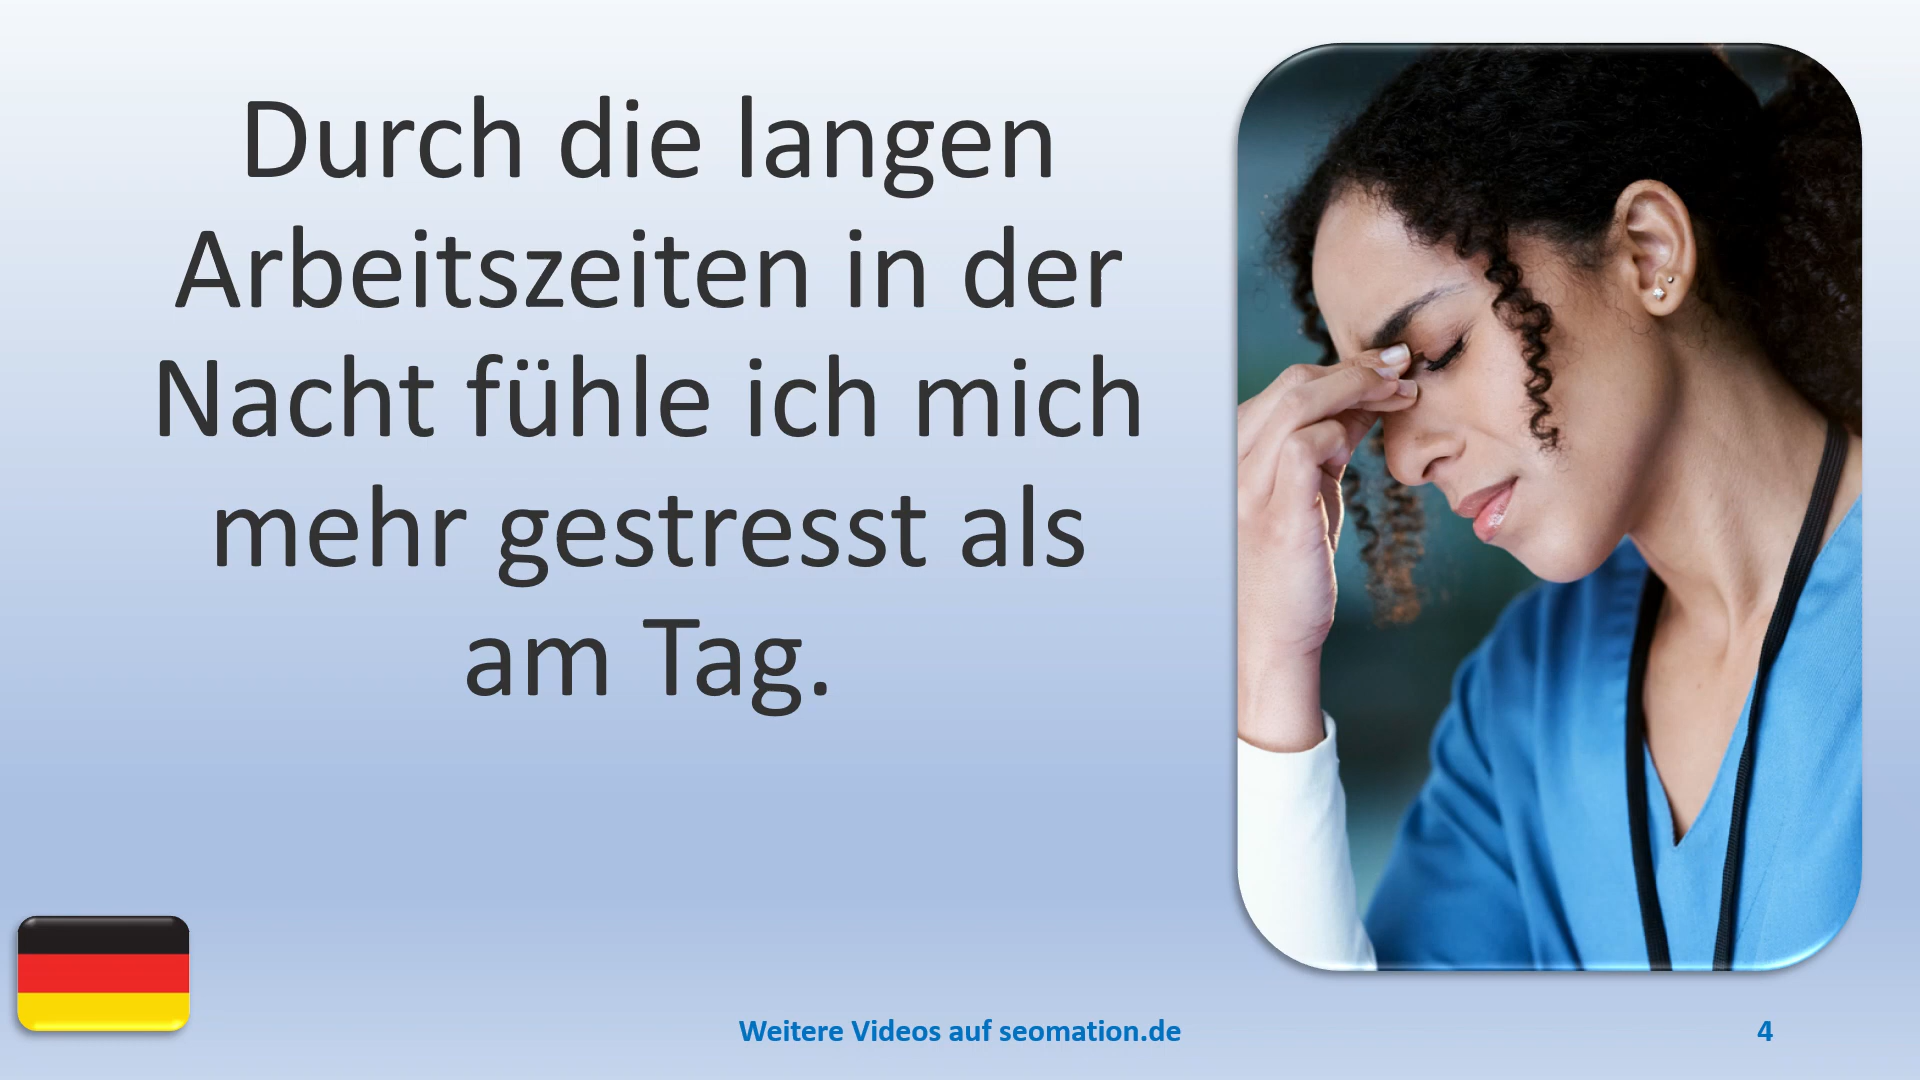 Durch die langen
Arbeitszeiten in der
Nacht fühle ich mich
mehr gestresst als
am Tag.
Weitere Videos auf seomation.de
4